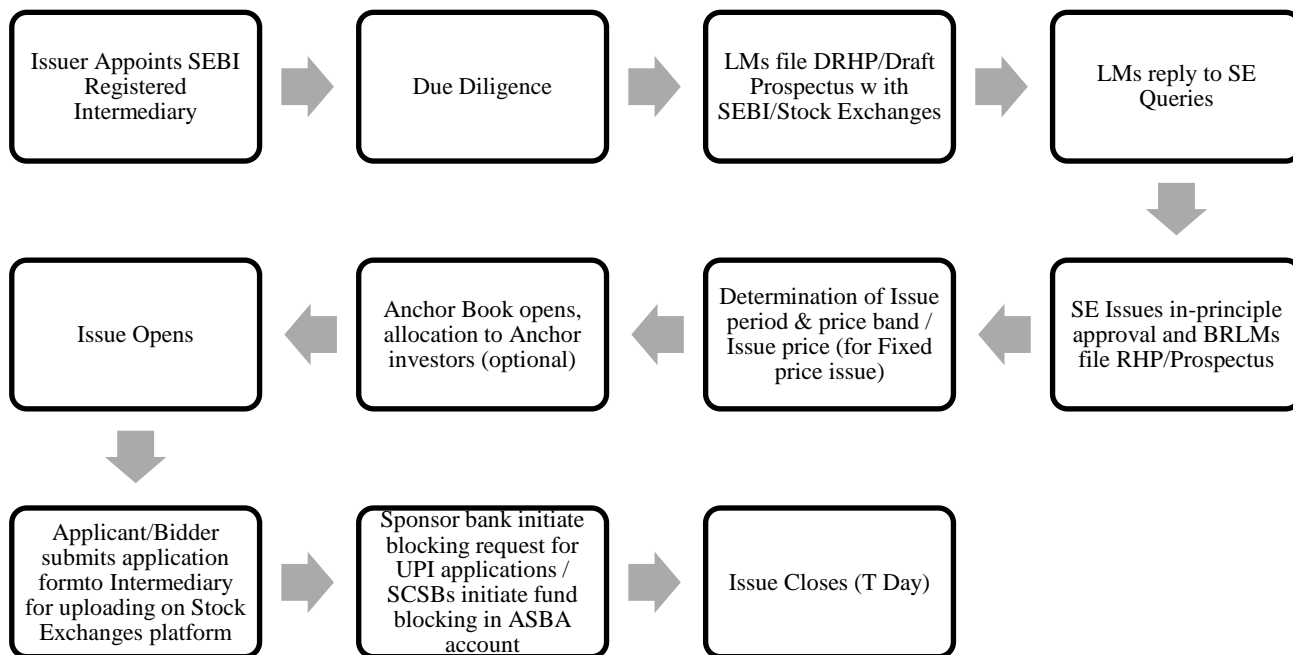 Issuer Appoints SEBI
Registered
Intermediary
Due Diligence
LMs file DRHP/Draft
Prospectus w ith
SEBI/Stock Exchanges
LMs reply to SE
Queries
SE Issues in-principle
approval and BRLMs
file RHP/Prospectus
Determination of Issue
period & price band /
Issue price (for Fixed
price issue)
Anchor Book opens,
allocation to Anchor
investors (optional)
Issue Opens
Applicant/Bidder
submits application
formto Intermediary
for uploading on Stock
Exchanges platform
Sponsor bank initiate
blocking request for
UPI applications /
SCSBs initiate fund
blocking in ASBA
account
Issue Closes (T Day)